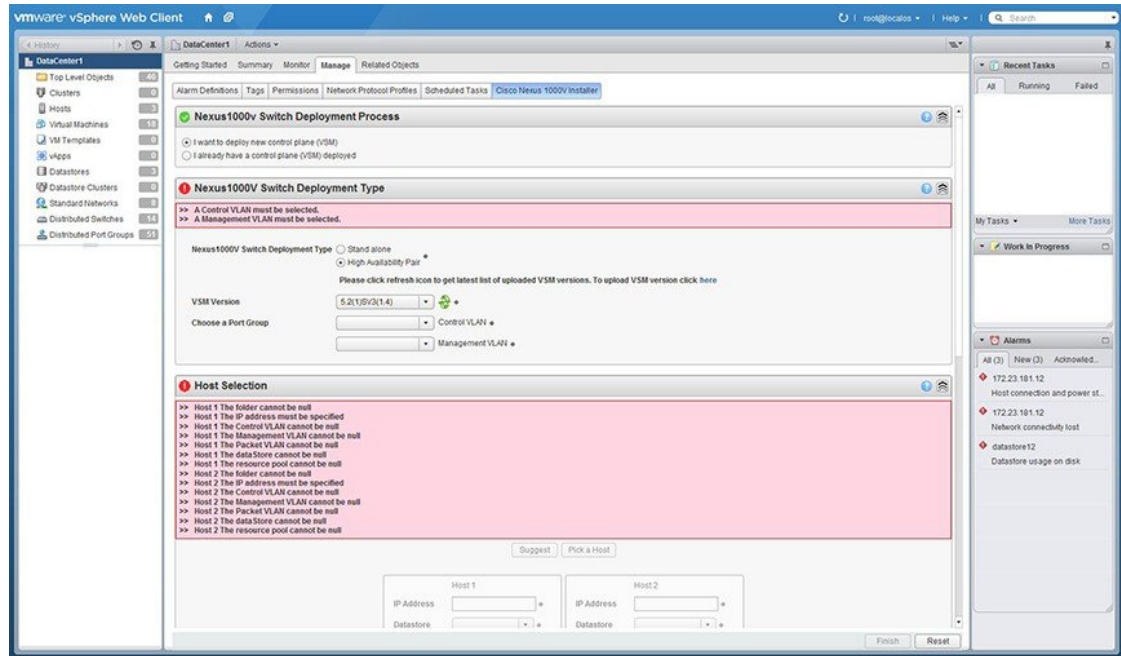 vmware® vSphere Web Client
root@localos
Help
Search
History
DataCenter1
Top Level Objects 46
Clusters 0
Hosts 3
Virtual Machines 18
VM Templates 0
vApps 0
Datastores 3
Datastore Clusters 0
Standard Networks 8
Distributed Switches 14
Distributed Port Groups 51
DataCenter1 Actions
Getting Started Summary Monitor Manage Related Objects
Alarm Definitions Tags Permissions Network Protocol Profiles Scheduled Tasks Cisco Nexus 1000V Installer
Nexus1000v Switch Deployment Process
I want to deploy new control plane (VSM)
I already have a control plane (VSM) deployed
Nexus1000V Switch Deployment Type
>> A Control VLAN must be selected.
>> A Management VLAN must be selected.
Nexus1000V Switch Deployment Type Stand alone
High Availability Pair *
Please click refresh icon to get latest list of uploaded VSM versions. To upload VSM version click here
VSM Version 5.2(1)SV3(1.4)
Choose a Port Group Control VLAN
Management VLAN
Host Selection
>> Host 1 The folder cannot be null
>> Host 1 The IP address must be specified
>> Host 1 The Control VLAN cannot be null
>> Host 1 The Management VLAN cannot be null
>> Host 1 The Packet VLAN cannot be null
>> Host 1 The dataStore cannot be null
>> Host 1 The resource pool cannot be null
>> Host 2 The folder cannot be null
>> Host 2 The IP address must be specified
>> Host 2 The Control VLAN cannot be null
>> Host 2 The Management VLAN cannot be null
>> Host 2 The Packet VLAN cannot be null
>> Host 2 The dataStore cannot be null
>> Host 2 The resource pool cannot be null
Suggest Pick a Host
Host 1 Host 2
IP Address IP Address
Datastore Datastore
Finish Reset
Recent Tasks
All Running Failed
My Tasks More Tasks
Work In Progress
Alarms
All (3) New (3) Acknowled...
172.23.181.12
Host connection and power st...
172.23.181.12
Network connectivity lost
datastore12
Datastore usage on disk